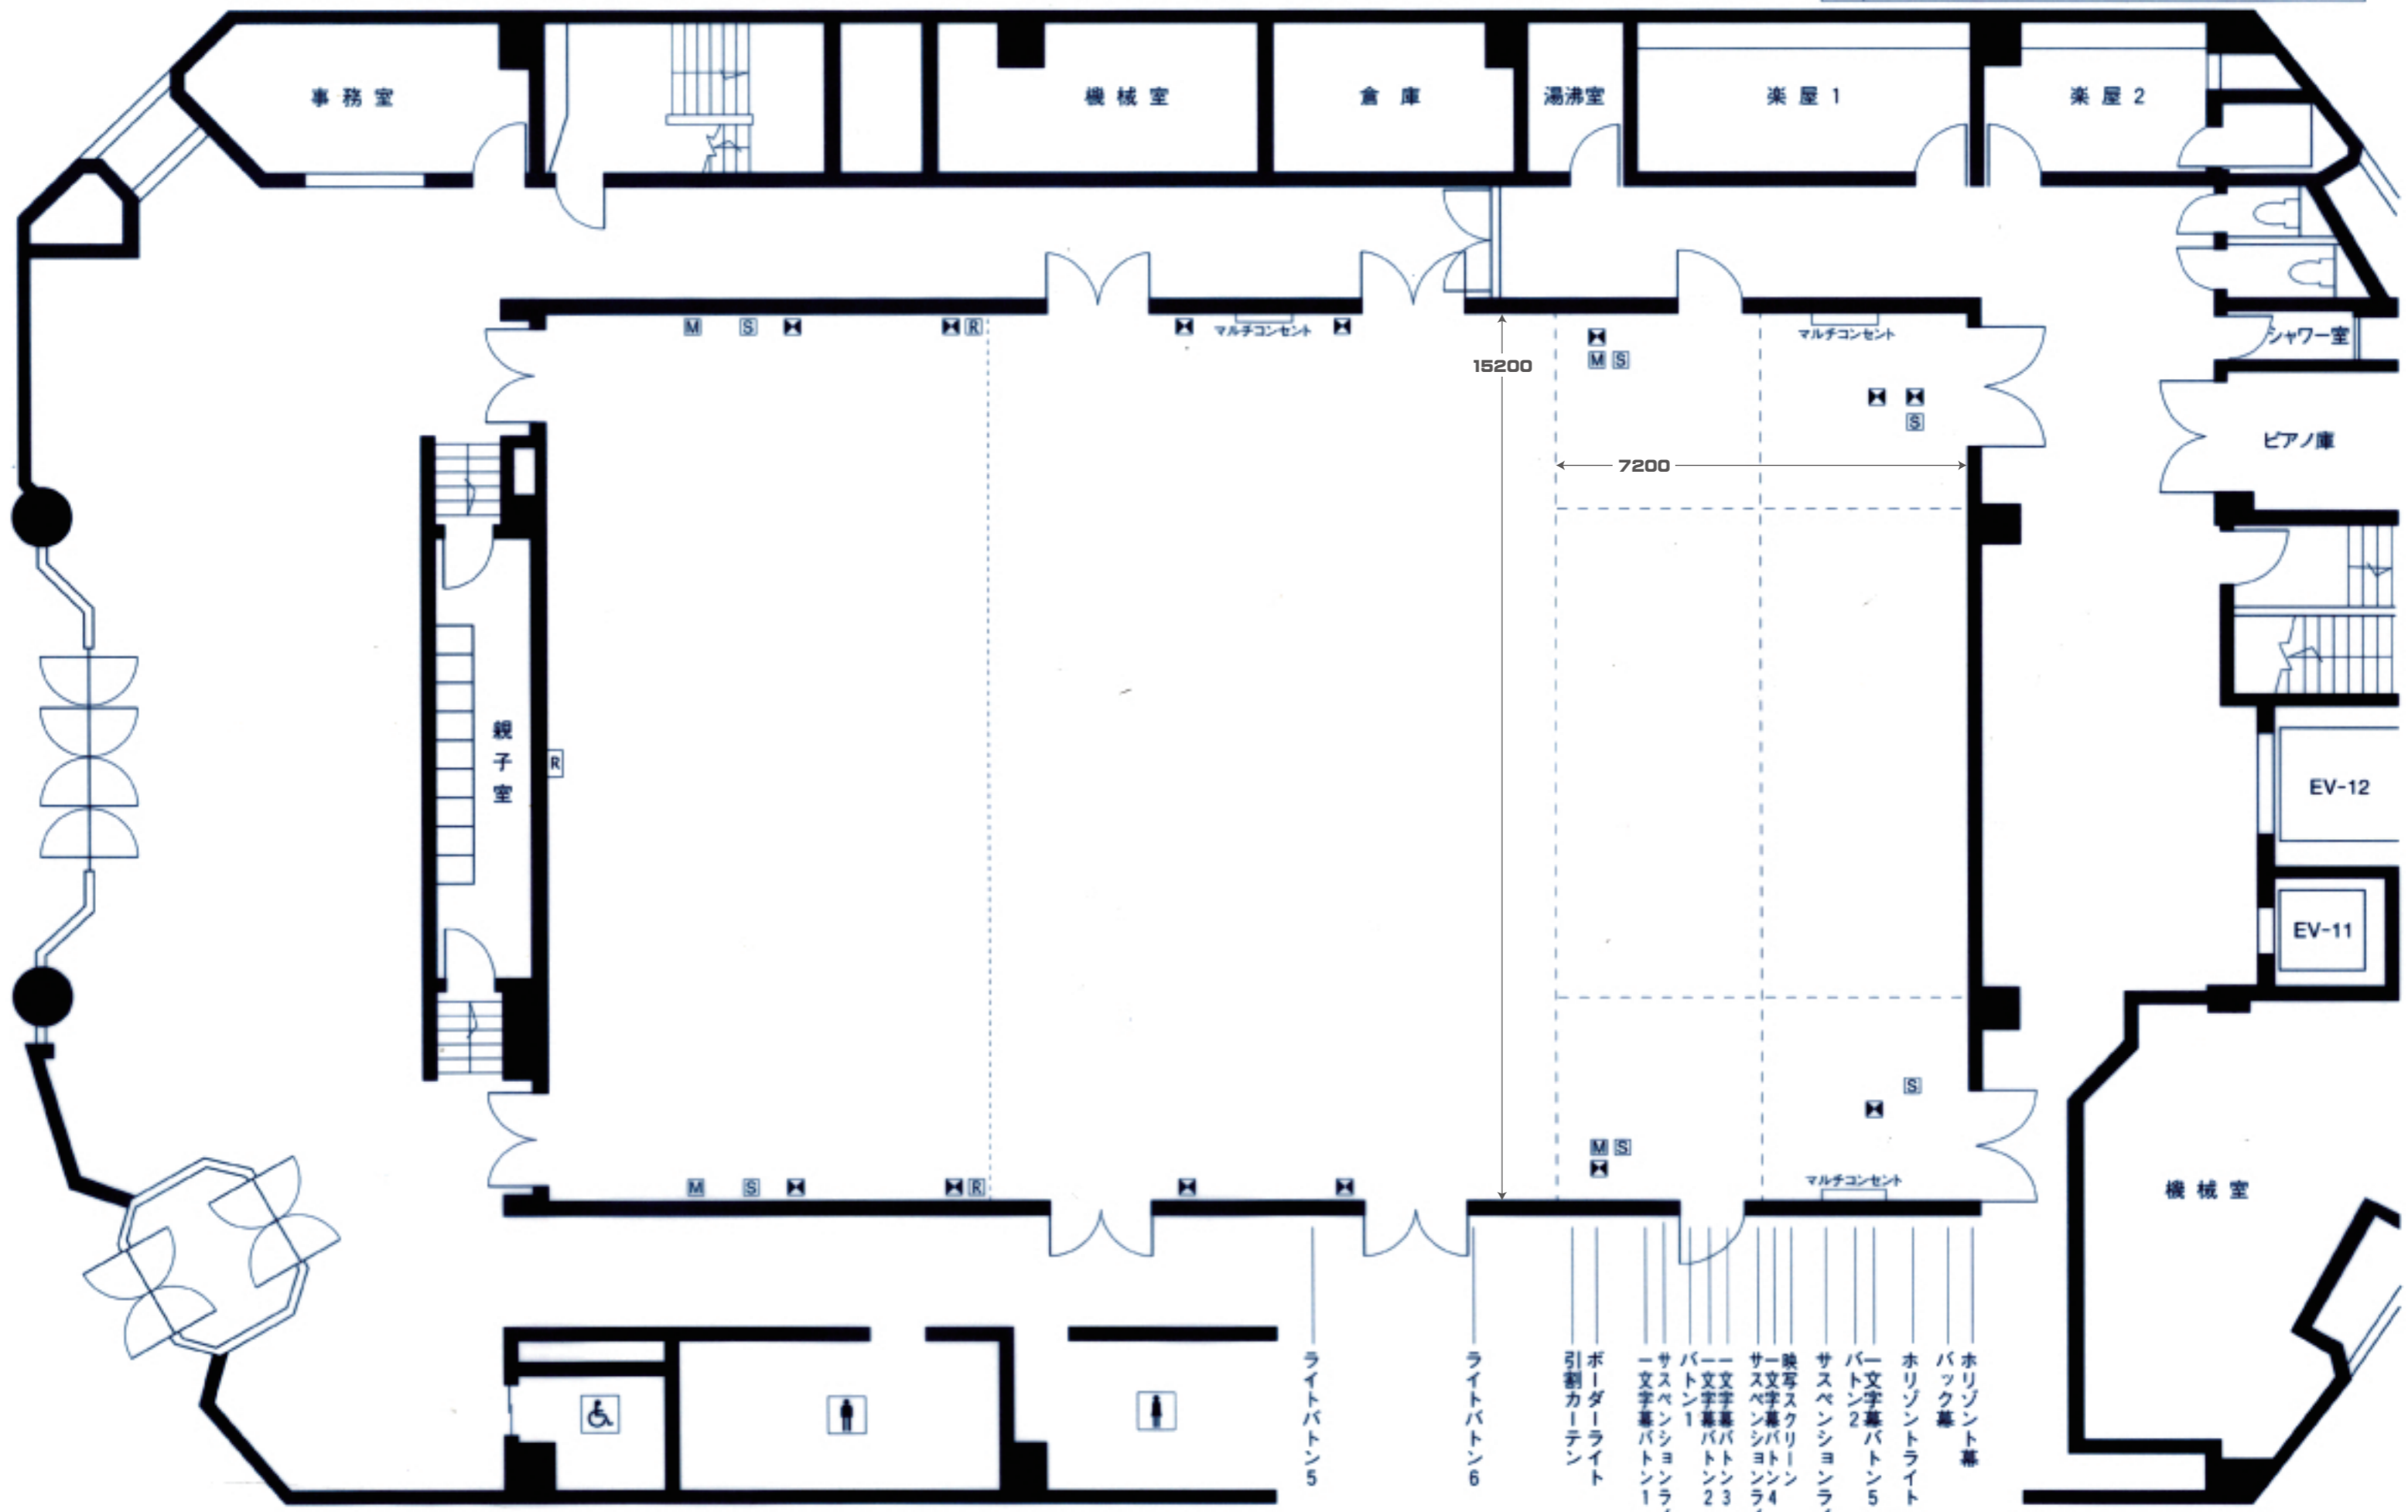 事務室
機械室
倉庫
湯沸室
楽屋1
楽屋2
M
S
R
マルチコンセント
マルチコンセント
シャワー室
15200
M S
S
ピアノ庫
7200
親子室
R
EV-12
EV-11
S
M S
M
S
R
マルチコンセント
機械室
ライトバトン5
ライトバトン6
引割カーテン
ボーダーライト
一文字幕バトン1
サスペンションラ
バトン1
一文字幕バトン2
一文字幕バトン3
サスペンションラ
一文字幕バトン4
映写スクリーン
サスペンションラ
バトン2
一文字幕バトン5
ホリゾントライト
バック幕
ホリゾント幕